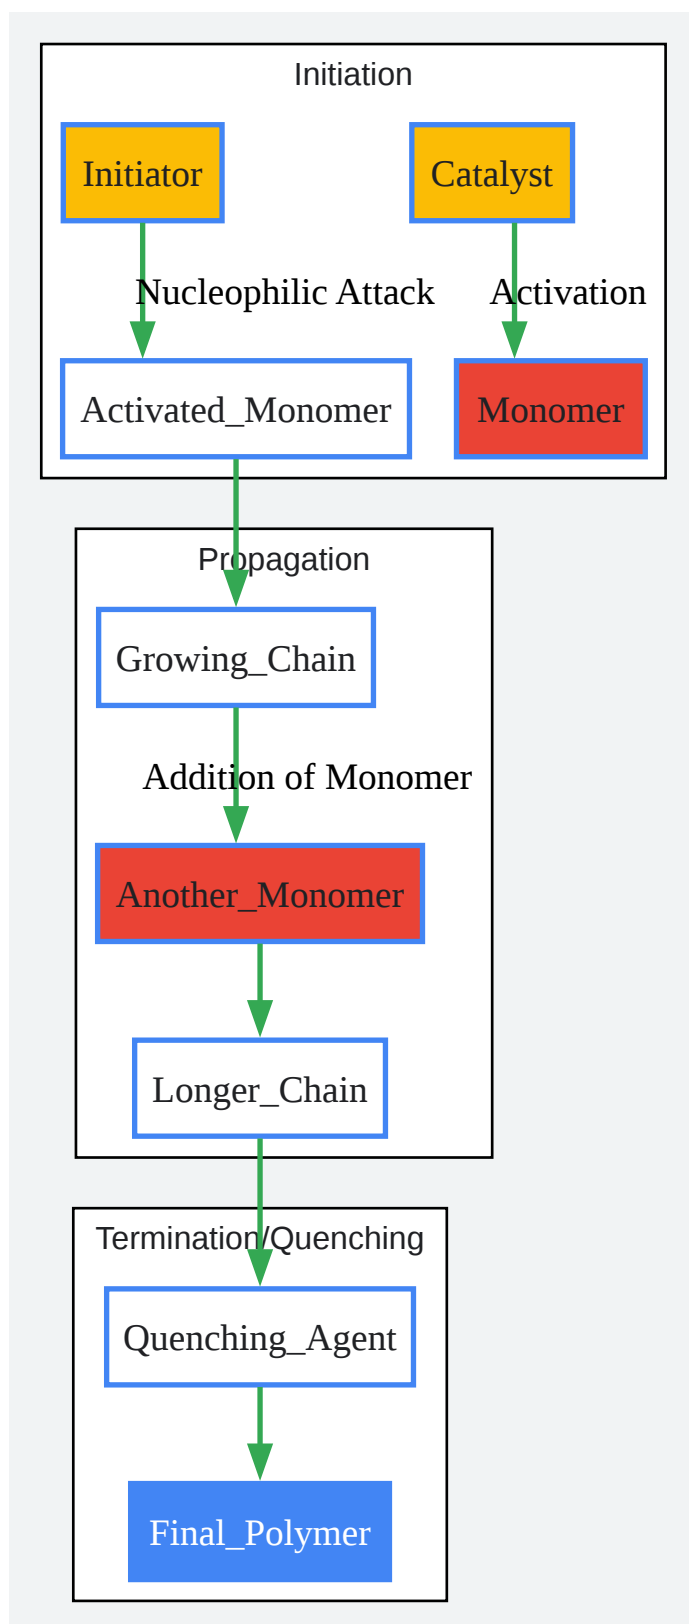 Initiation
Initiator
Catalyst
Nucleophilic Attack
Activation
Activated_Monomer
Monomer
Propagation
Growing_Chain
Addition of Monomer
Another_Monomer
Longer_Chain
Termination/Quenching
Quenching_Agent
Final_Polymer